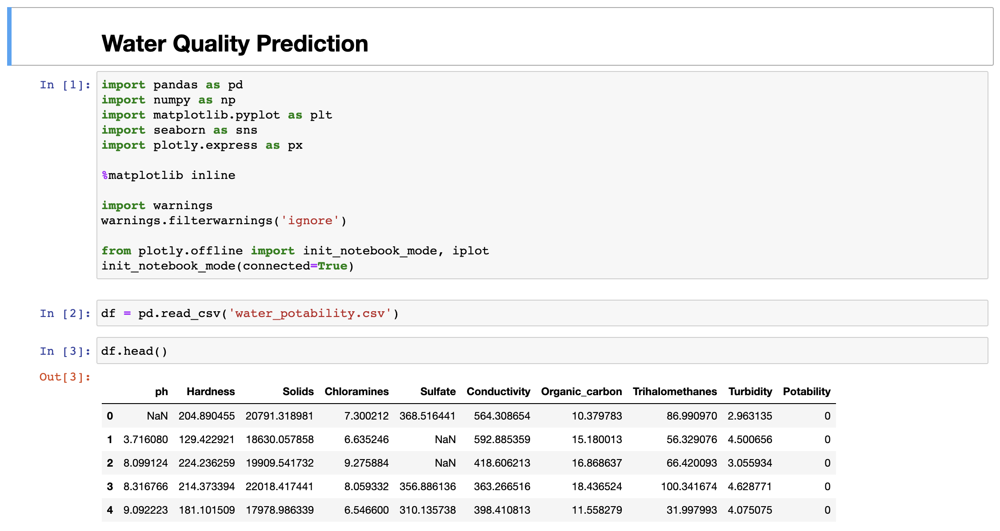 Water Quality Prediction
In [1]: import pandas as pd
import numpy as np
import matplotlib.pyplot as plt
import seaborn as sns
import plotly.express as px
%matplotlib inline
import warnings
warnings.filterwarnings('ignore')
from plotly.offline import init_notebook_mode, iplot
init_notebook_mode(connected=True)
In [2]: df = pd.read_csv('water_potability.csv')
In [3]: df.head()
Out[3]:
ph Hardness Solids Chloramines Sulfate Conductivity Organic_carbon Trihalomethanes Turbidity Potability
0 NaN 204.890455 20791.318981 7.300212 368.516441 564.308654 10.379783 86.990970 2.963135 0
1 3.716080 129.422921 18630.057858 6.635246 NaN 592.885359 15.180013 56.329076 4.500656 0
2 8.099124 224.236259 19909.541732 9.275884 NaN 418.606213 16.868637 66.420093 3.055934 0
3 8.316766 214.373394 22018.417441 8.059332 356.886136 363.266516 18.436524 100.341674 4.628771 0
4 9.092223 181.101509 17978.986339 6.546600 310.135738 398.410813 11.558279 31.997993 4.075075 0